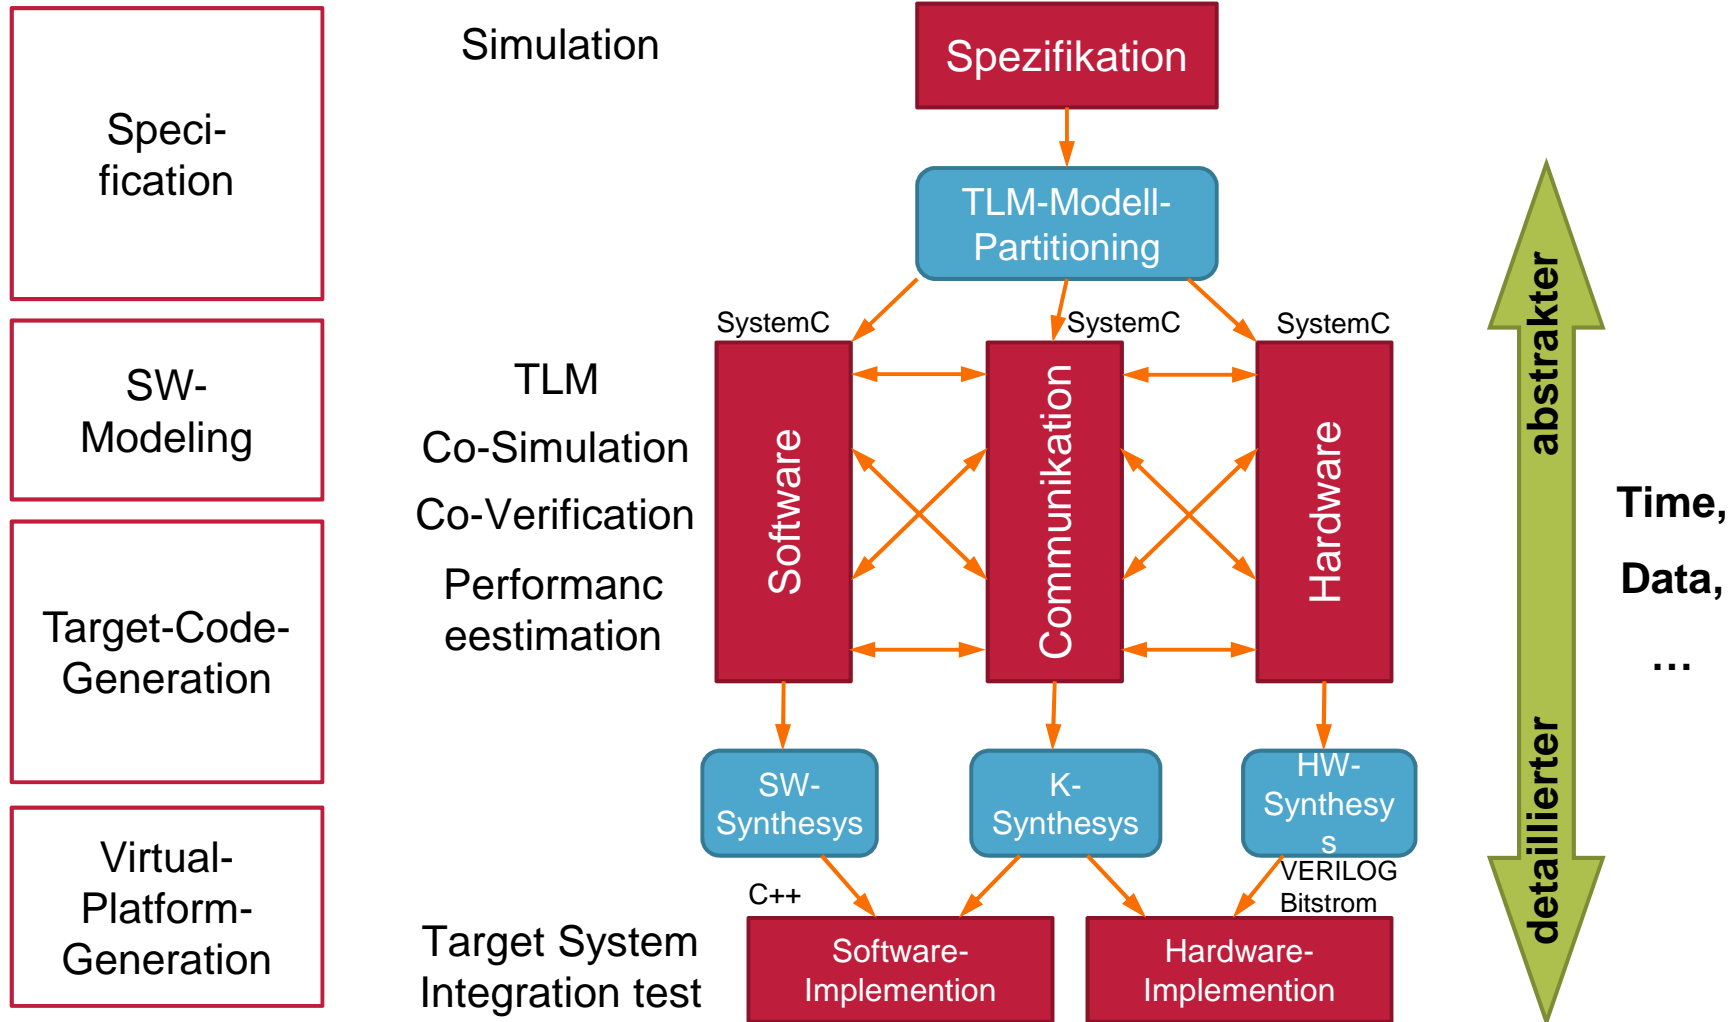 Speci-
fication
SW-
Modeling
Target-Code-
Generation
Virtual-
Platform-
Generation
Simulation
TLM
Co-Simulation
Co-Verification
Performanc
eestimation
Target System
Integration test
Spezifikation
TLM-Modell-
Partitioning
SystemC
SystemC
SystemC
Software
Communikation
Hardware
SW-
Synthesys
K-
Synthesys
HW-
Synthesy
s
C++
VERILOG
Bitstrom
Software-
Implemention
Hardware-
Implemention
abstrakter
detaillierter
Time,
Data,
...